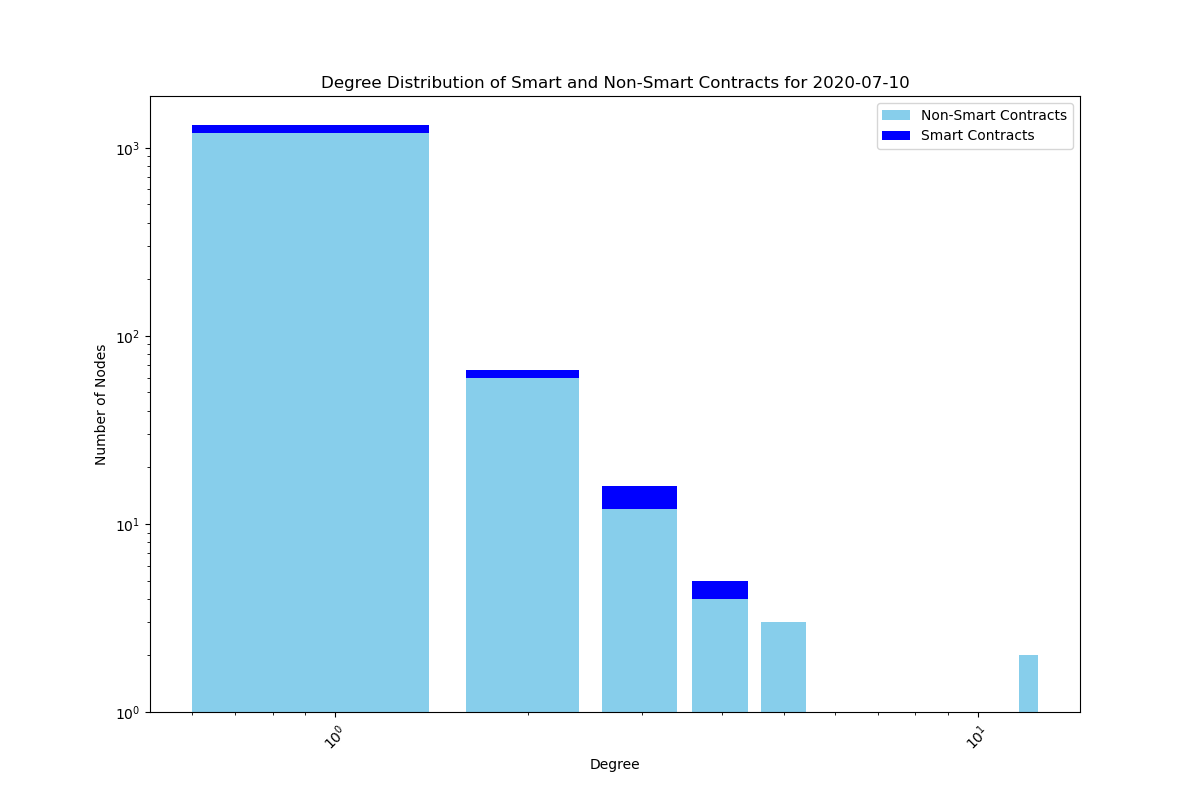 Degree Distribution of Smart and Non-Smart Contracts for 2020-07-10
Non-Smart Contracts
Smart Contracts
Number of Nodes
10³
10²
10¹
10⁰
10⁰
10¹
Degree